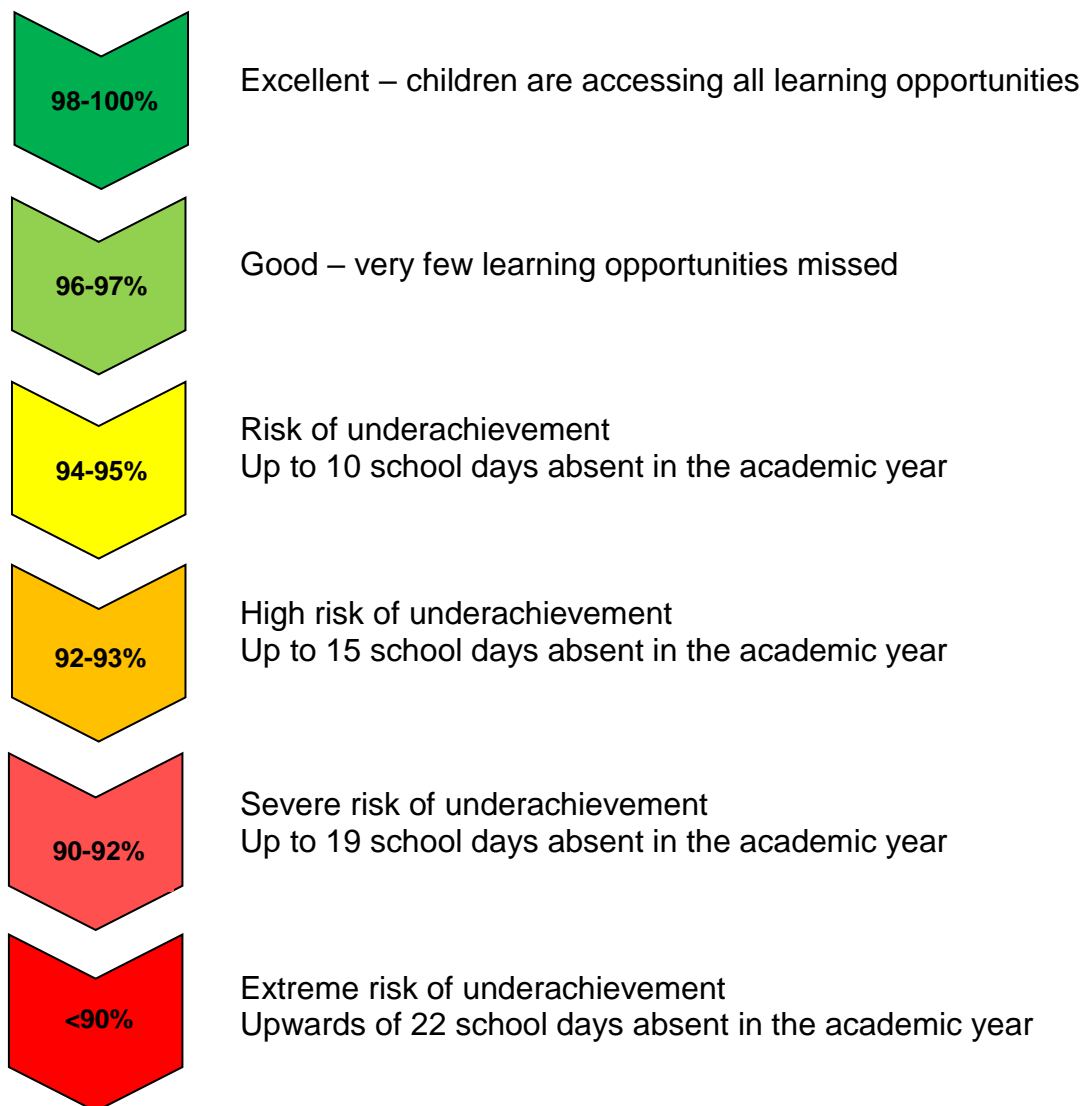 98-100%
Excellent – children are accessing all learning opportunities
96-97%
Good – very few learning opportunities missed
94-95%
Risk of underachievement
Up to 10 school days absent in the academic year
92-93%
High risk of underachievement
Up to 15 school days absent in the academic year
90-92%
Severe risk of underachievement
Up to 19 school days absent in the academic year
<90%
Extreme risk of underachievement
Upwards of 22 school days absent in the academic year